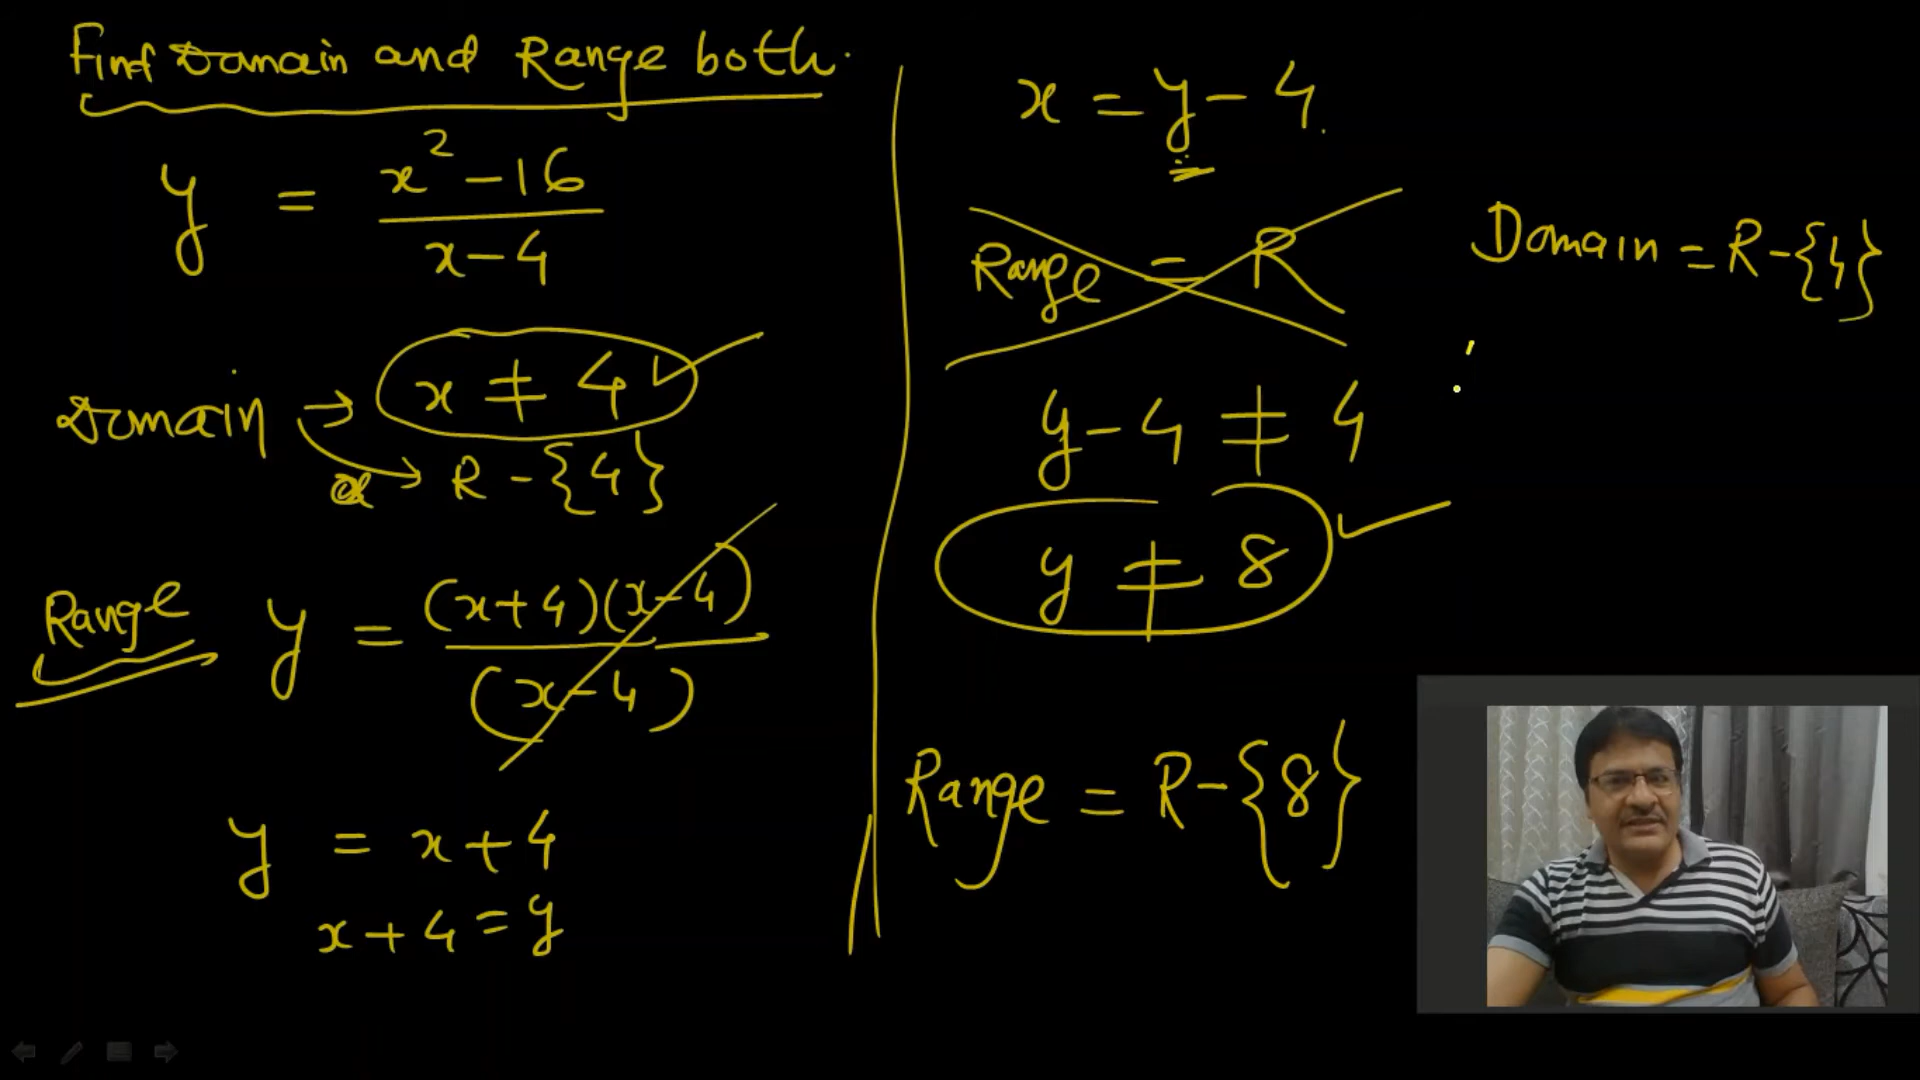 Find Domain and Range both.
y = x² - 16 / x - 4
Domain → x ≠ 4
→ R - {4}
Range y = (x+4)(x-4) / (x-4)
y = x+4
x+4 = y
x = y - 4.
Range = R
Domain = R - {4}
y - 4 ≠ 4
y ≠ 8
Range = R - {8}